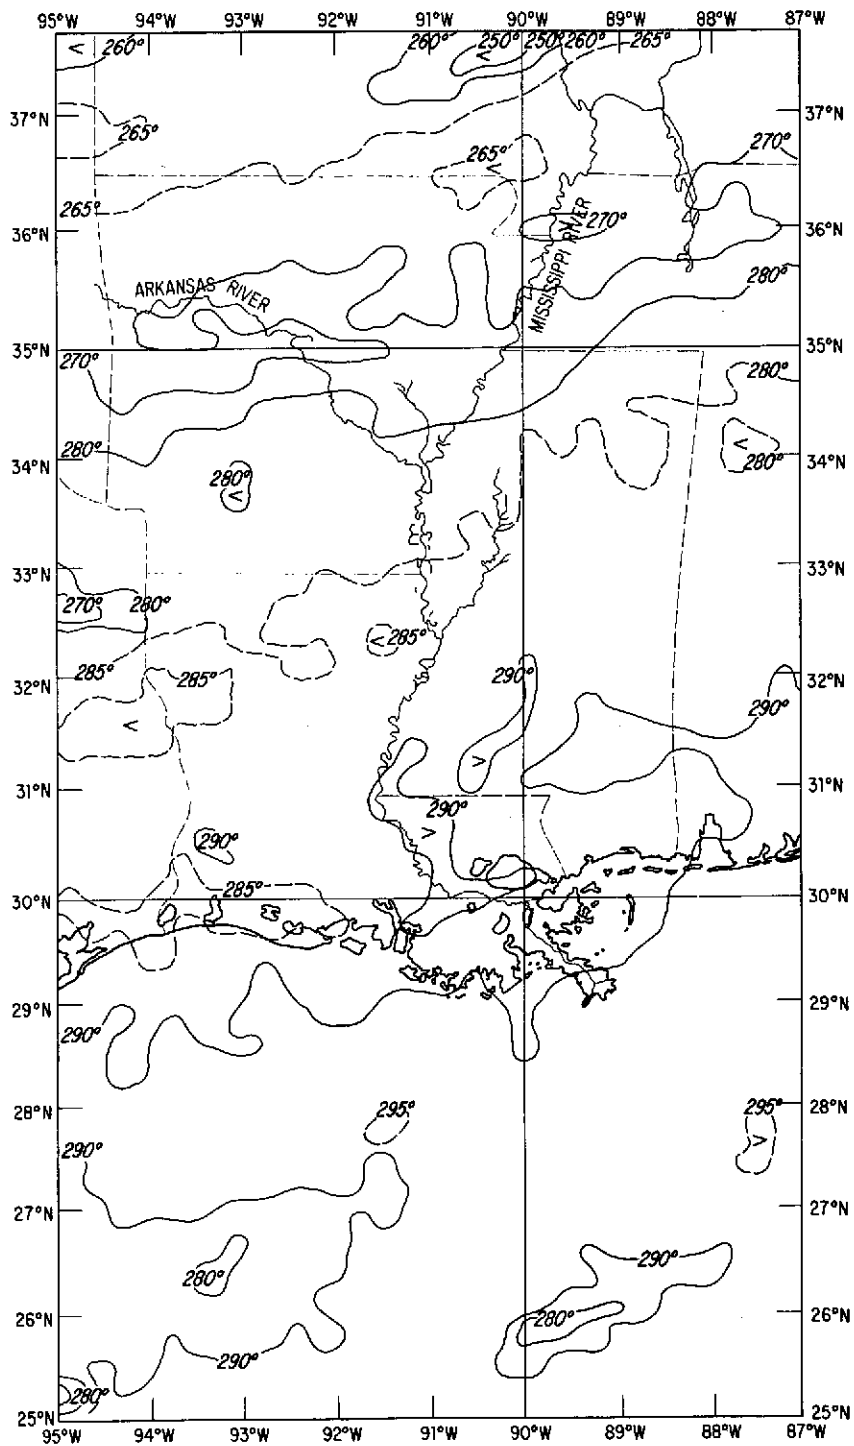 95°W 94°W 93°W 92°W 91°W 90°W 89°W 88°W 87°W
< 260° 260° 250° 250° 260° 265°
<
37°N 265° 37°N
270°
265°
<
265°
270°
36°N 36°N
MISSISSIPPI RIVER
280°
ARKANSAS RIVER
35°N 35°N
270°
280°
280°
<
34°N 280° 34°N
280°
<
33°N 33°N
270° 280°
285°
<
285° 285° 290°
32°N 32°N
290°
<
>
31°N 31°N
290°
>
290°
285°
30°N 30°N
29°N 29°N
290°
28°N 295° 295° 28°N
>
290°
27°N 27°N
290°
280°
26°N 280° 26°N
290°
280°
25°N 25°N
95°W 94°W 93°W 92°W 91°W 90°W 89°W 88°W 87°W